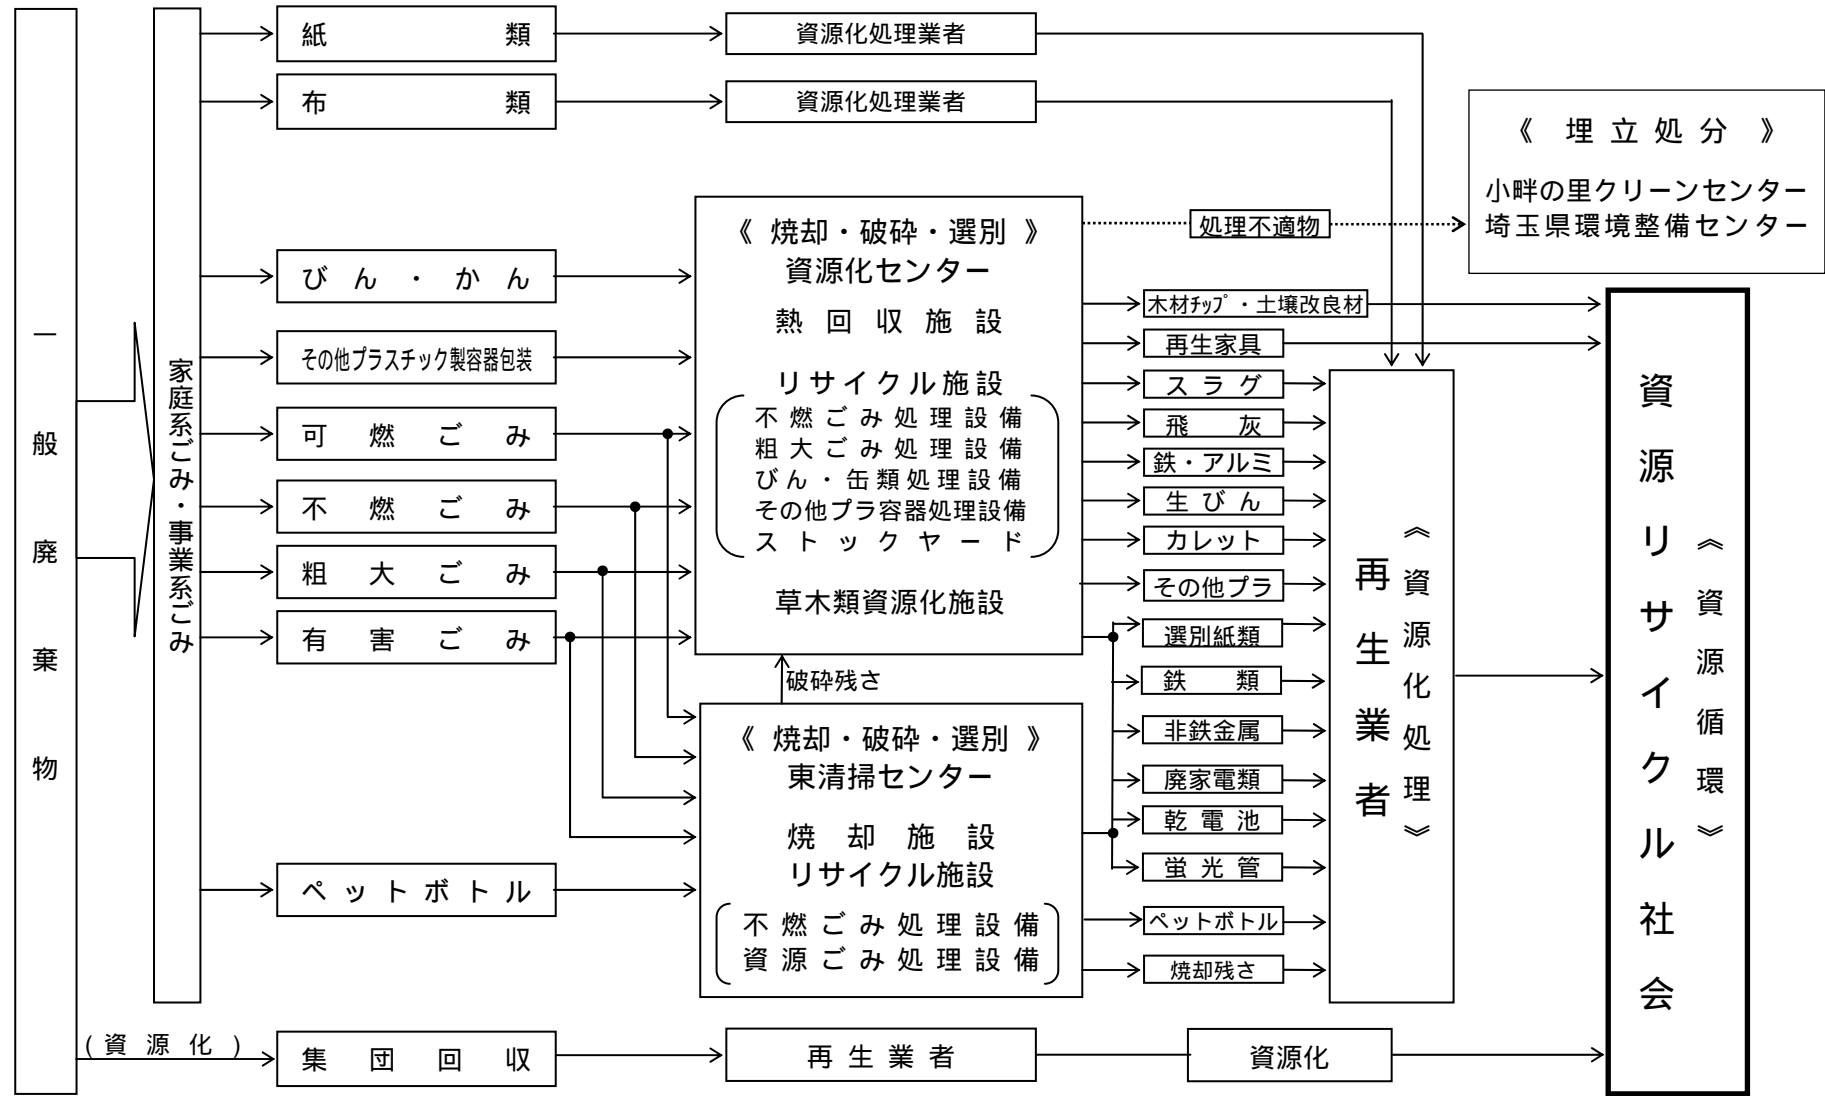 一般廃棄物
家庭系ごみ・事業系ごみ
紙類
資源化処理業者
布類
資源化処理業者
《 埋立処分 》
小畔の里クリーンセンター
埼玉県環境整備センター
びん・かん
その他プラスチック製容器包装
可燃ごみ
不燃ごみ
粗大ごみ
有害ごみ
ペットボトル
《 焼却・破砕・選別 》
資源化センター
熱回収施設
リサイクル施設
不燃ごみ処理設備
粗大ごみ処理設備
びん・缶類処理設備
その他プラ容器処理設備
ストックヤード
草木類資源化施設
破砕残さ
《 焼却・破砕・選別 》
東清掃センター
焼却施設
リサイクル施設
不燃ごみ処理設備
資源ごみ処理設備
処理不適物
木材ﾁｯﾌﾟ・土壌改良材
再生家具
スラグ
飛灰
鉄・アルミ
生びん
カレット
その他プラ
選別紙類
鉄類
非鉄金属
廃家電類
乾電池
蛍光管
ペットボトル
焼却残さ
再生業者
《資源化処理》
資源リサイクル社会
《資源循環》
(資源化)
集団回収
再生業者
資源化